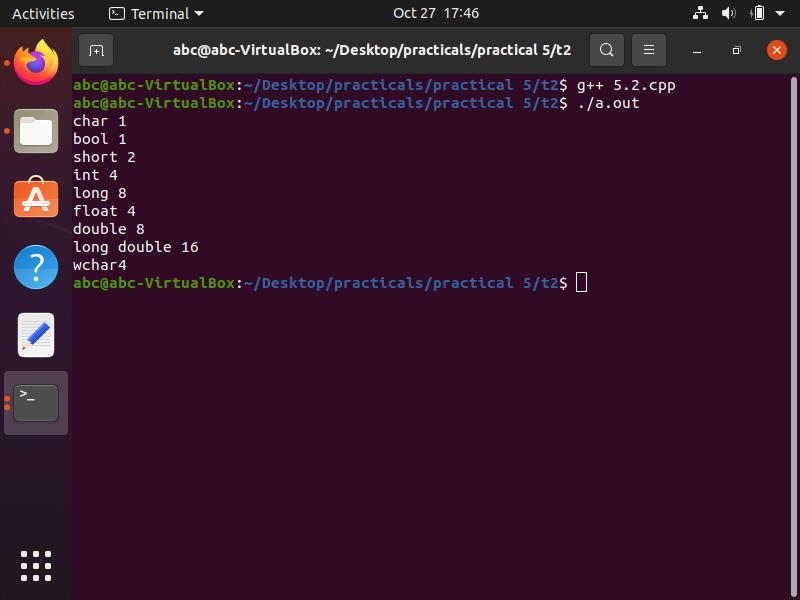 Activities Terminal Oct 27 17:46
abc@abc-VirtualBox: ~/Desktop/practicals/practical 5/t2
abc@abc-VirtualBox:~/Desktop/practicals/practical 5/t2$ g++ 5.2.cpp
abc@abc-VirtualBox:~/Desktop/practicals/practical 5/t2$ ./a.out
char 1
bool 1
short 2
int 4
long 8
float 4
double 8
long double 16
wchar4
abc@abc-VirtualBox:~/Desktop/practicals/practical 5/t2$